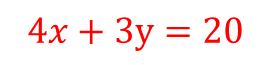 4x + 3y = 20